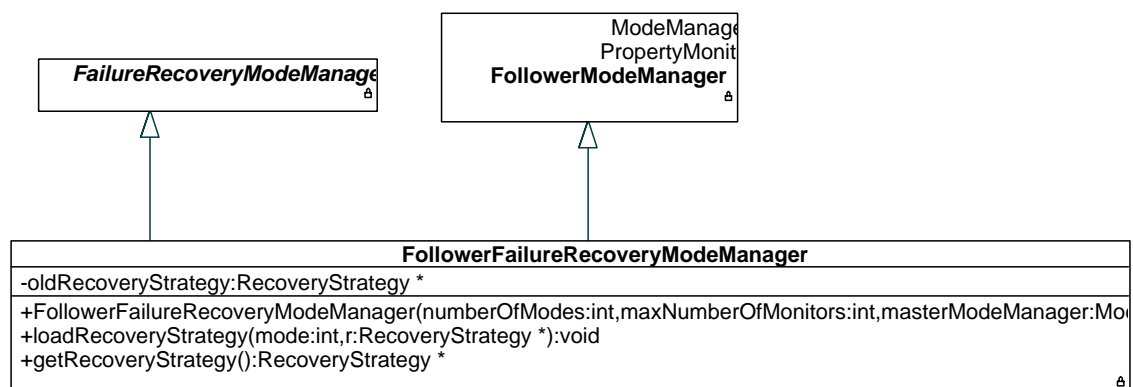 FailureRecoveryModeManage
ModeManage
PropertyMonit
FollowerModeManager
FollowerFailureRecoveryModeManager
-oldRecoveryStrategy:RecoveryStrategy *
+FollowerFailureRecoveryModeManager(numberOfModes:int,maxNumberOfMonitors:int,masterModeManager:Mo
+loadRecoveryStrategy(mode:int,r:RecoveryStrategy *):void
+getRecoveryStrategy():RecoveryStrategy *